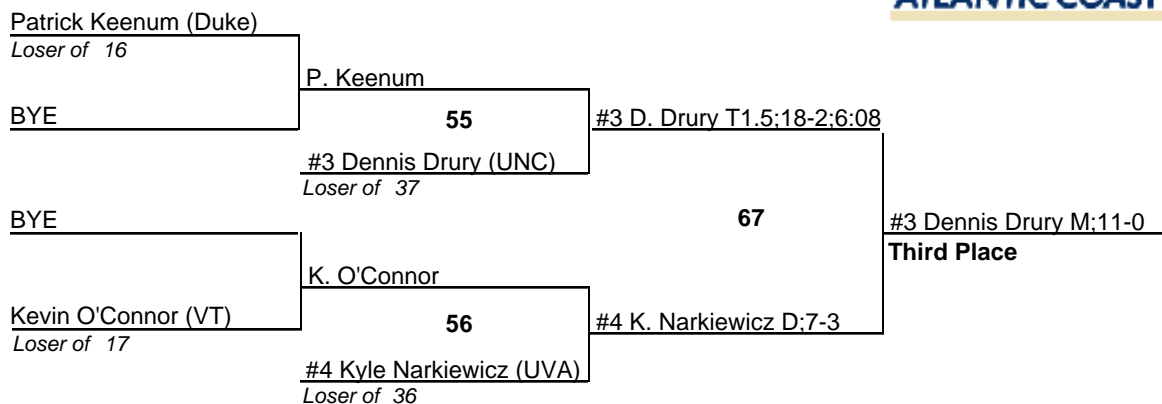 ATLANTIC COAST
Patrick Keenum (Duke)
Loser of 16
P. Keenum
BYE
55
#3 D. Drury T1.5;18-2;6:08
#3 Dennis Drury (UNC)
Loser of 37
BYE
67
#3 Dennis Drury M;11-0
Third Place
K. O'Connor
Kevin O'Connor (VT)
Loser of 17
56
#4 K. Narkiewicz D;7-3
#4 Kyle Narkiewicz (UVA)
Loser of 36